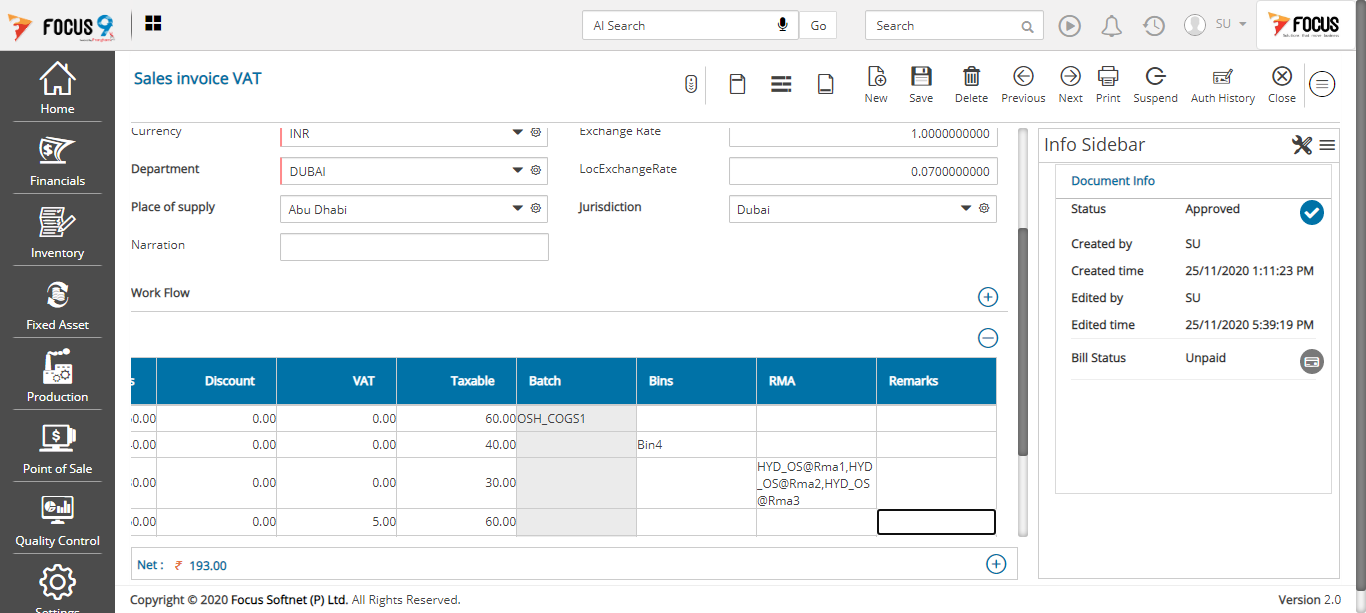 FOCUS 9
AI Search
Go
Search
SU
FOCUS
Home
Financials
Inventory
Fixed Asset
Production
Point of Sale
Quality Control
Settings
Sales invoice VAT
New
Save
Delete
Previous
Next
Print
Suspend
Auth History
Close
Currency INR Exchange Rate 1.0000000000
Department DUBAI LocExchangeRate 0.0700000000
Place of supply Abu Dhabi Jurisdiction Dubai
Narration
Work Flow
s Discount VAT Taxable Batch Bins RMA Remarks
0.00 0.00 0.00 60.00 OSH_COGS1
0.00 0.00 0.00 40.00 Bin4
0.00 0.00 0.00 30.00 HYD_OS@Rma1,HYD
_OS@Rma2,HYD_OS
@Rma3
0.00 0.00 5.00 60.00
Net : ₹ 193.00
Info Sidebar
Document Info
Status Approved
Created by SU
Created time 25/11/2020 1:11:23 PM
Edited by SU
Edited time 25/11/2020 5:39:19 PM
Bill Status Unpaid
Copyright © 2020 Focus Softnet (P) Ltd. All Rights Reserved.
Version 2.0